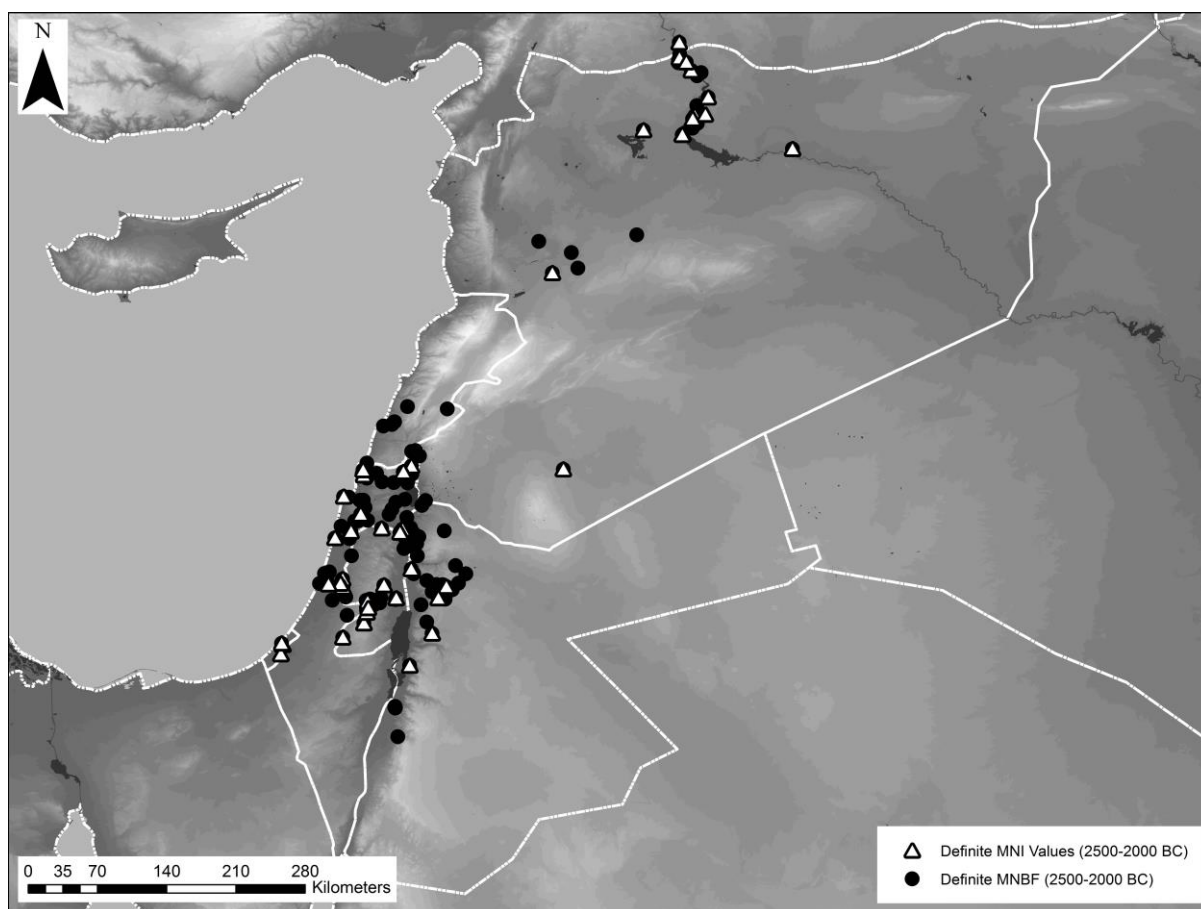 N
0 35 70 140 210 280
Kilometers
Definite MNI Values (2500-2000 BC)
Definite MNBF (2500-2000 BC)